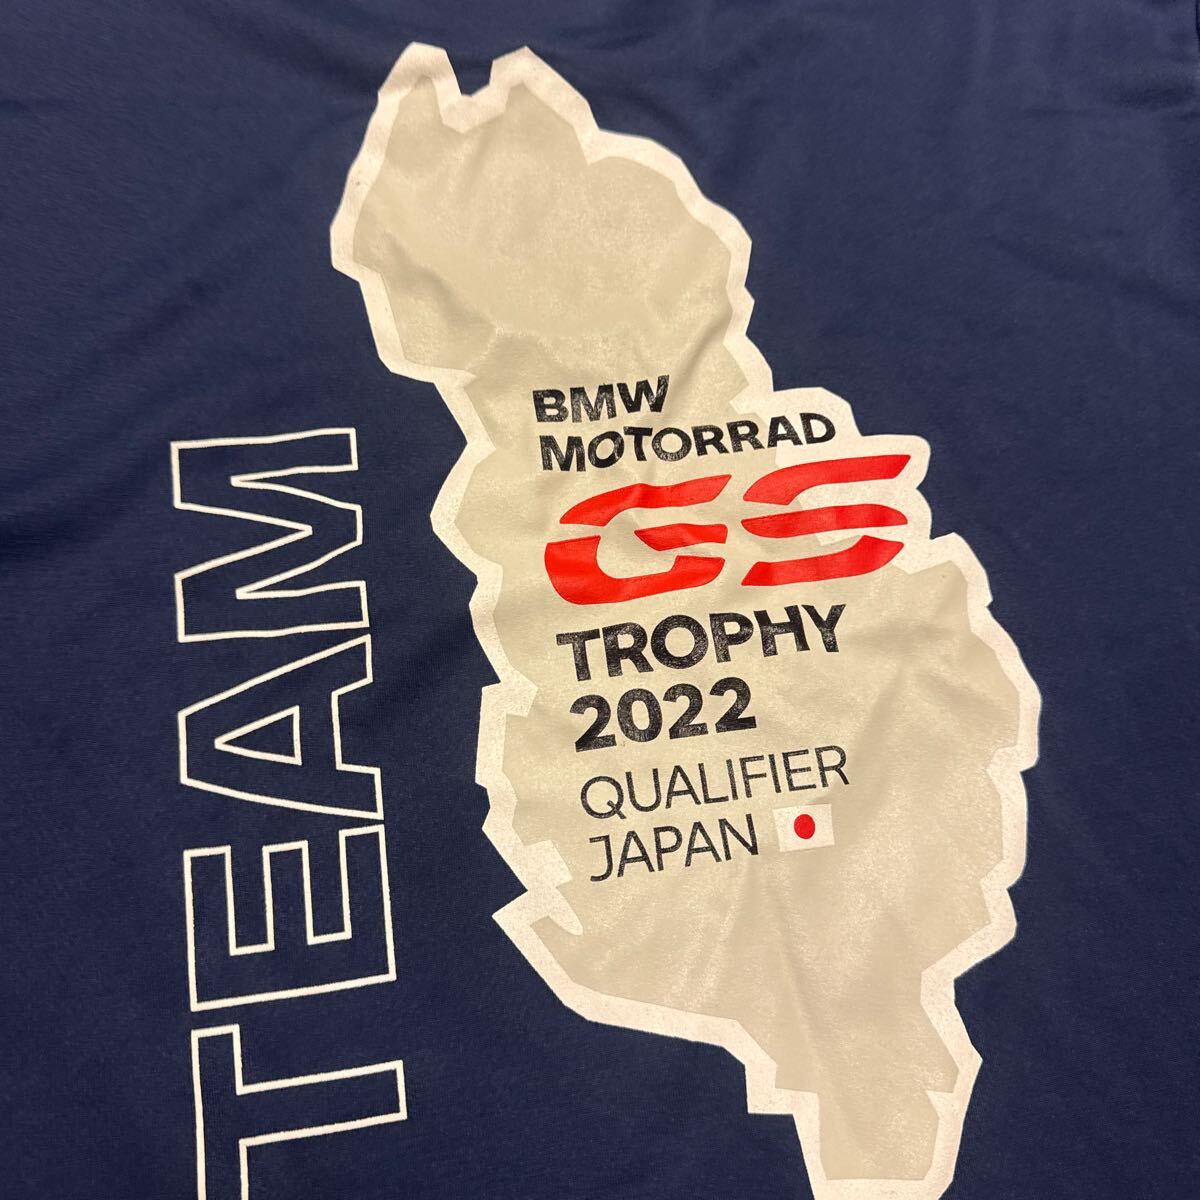 TEAM
BMW
MOTORRAD
GS
TROPHY
2022
QUALIFIER
JAPAN